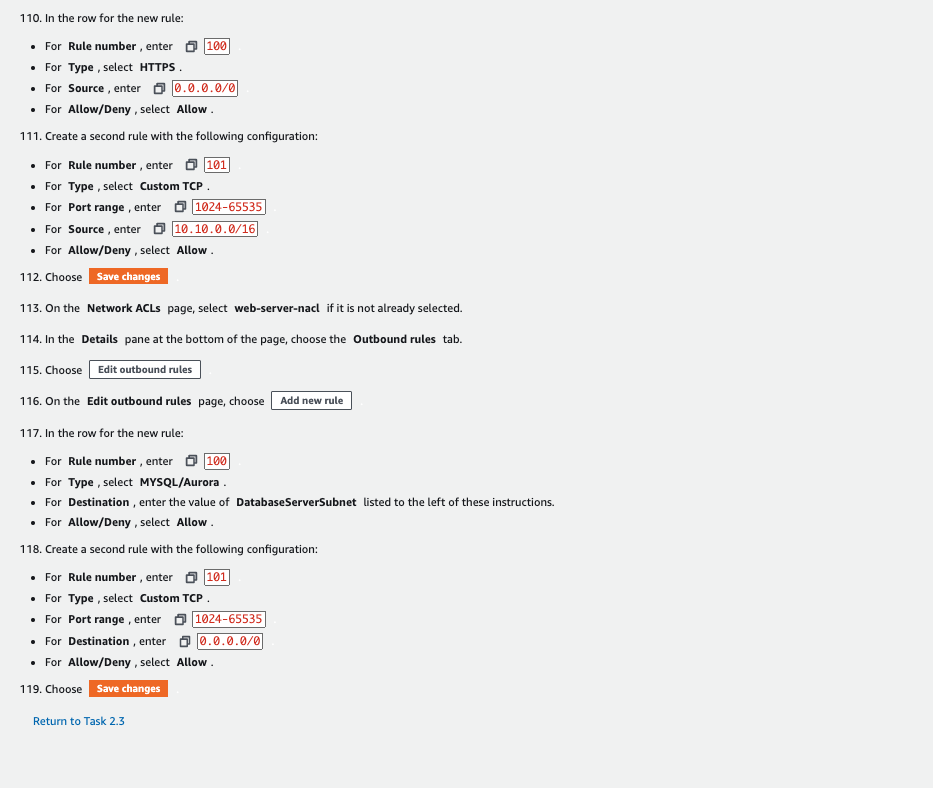 110. In the row for the new rule:
• For Rule number , enter 100
• For Type , select HTTPS .
• For Source , enter 0.0.0.0/0
• For Allow/Deny , select Allow .
111. Create a second rule with the following configuration:
• For Rule number , enter 101
• For Type , select Custom TCP .
• For Port range , enter 1024-65535
• For Source , enter 10.10.0.0/16
• For Allow/Deny , select Allow .
112. Choose Save changes
113. On the Network ACLs page, select web-server-nacl if it is not already selected.
114. In the Details pane at the bottom of the page, choose the Outbound rules tab.
115. Choose Edit outbound rules
116. On the Edit outbound rules page, choose Add new rule
117. In the row for the new rule:
• For Rule number , enter 100
• For Type , select MYSQL/Aurora .
• For Destination , enter the value of DatabaseServerSubnet listed to the left of these instructions.
• For Allow/Deny , select Allow .
118. Create a second rule with the following configuration:
• For Rule number , enter 101
• For Type , select Custom TCP .
• For Port range , enter 1024-65535
• For Destination , enter 0.0.0.0/0
• For Allow/Deny , select Allow .
119. Choose Save changes
Return to Task 2.3